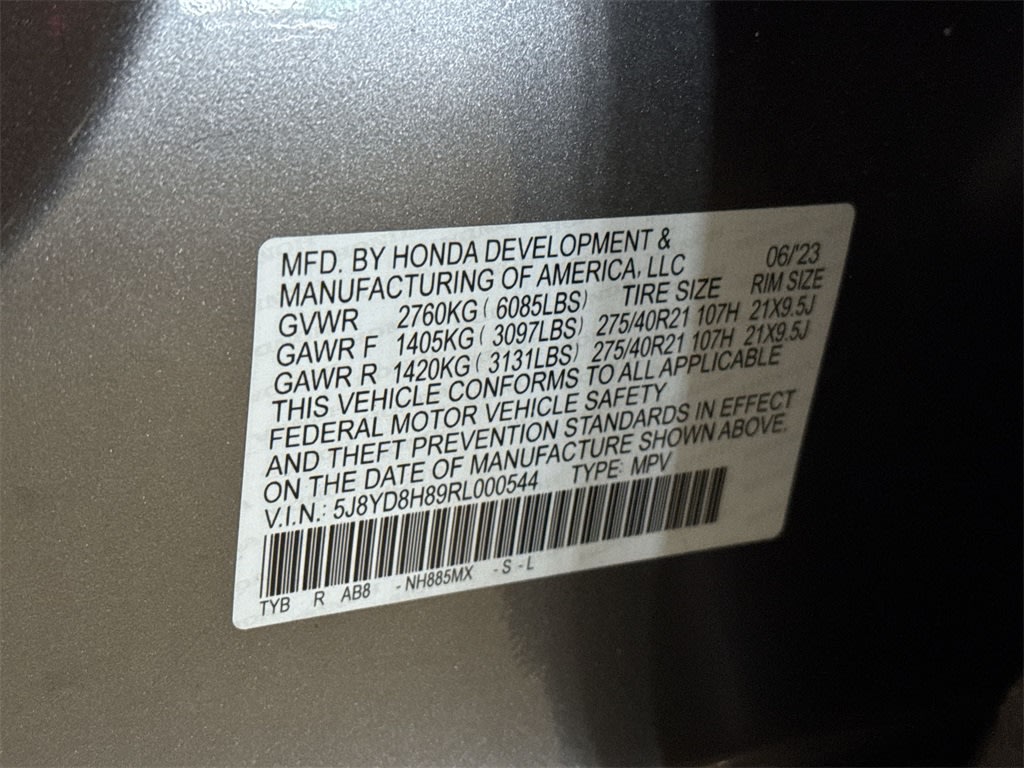 MFD. BY HONDA DEVELOPMENT &
MANUFACTURING OF AMERICA, LLC 06/'23
GVWR 2760KG ( 6085LBS) TIRE SIZE RIM SIZE
GAWR F 1405KG ( 3097LBS) 275/40R21 107H 21X9.5J
GAWR R 1420KG ( 3131LBS) 275/40R21 107H 21X9.5J
THIS VEHICLE CONFORMS TO ALL APPLICABLE
FEDERAL MOTOR VEHICLE SAFETY
AND THEFT PREVENTION STANDARDS IN EFFECT
ON THE DATE OF MANUFACTURE SHOWN ABOVE.
V.I.N.: 5J8YD8H89RL000544 TYPE: MPV
TYB R AB8 - NH885MX - S - L